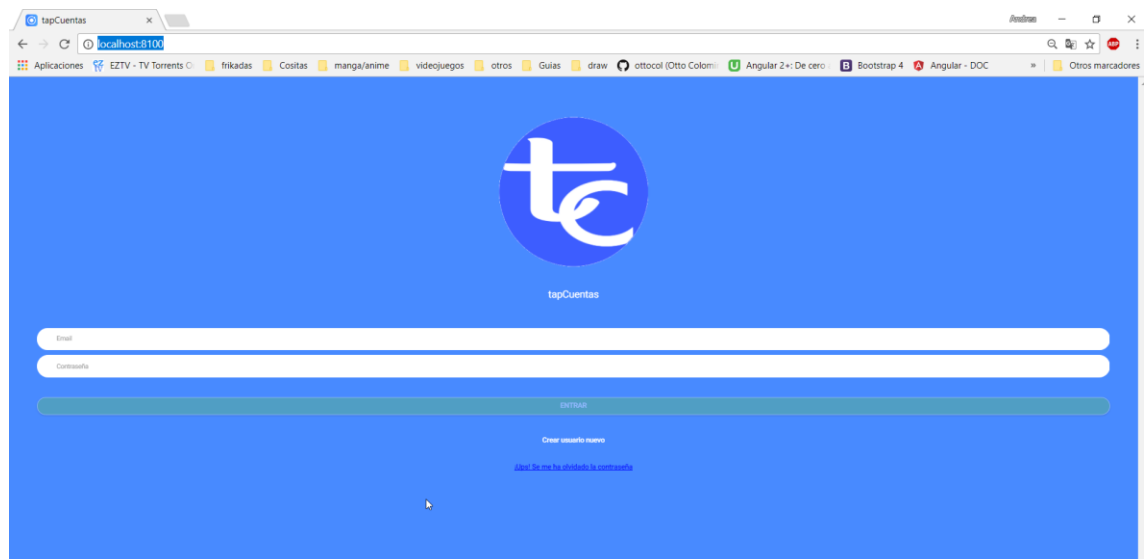 tapCuentas
Andrea
localhost:8100
Aplicaciones EZTV - TV Torrents O frikadas Cositas manga/anime videojuegos otros Guias draw ottocol (Otto Colomi Angular 2+: De cero Bootstrap 4 Angular - DOC » Otros marcadores
tc
tapCuentas
Email
Contraseña
ENTRAR
Crear usuario nuevo
¡Ups! Se me ha olvidado la contraseña